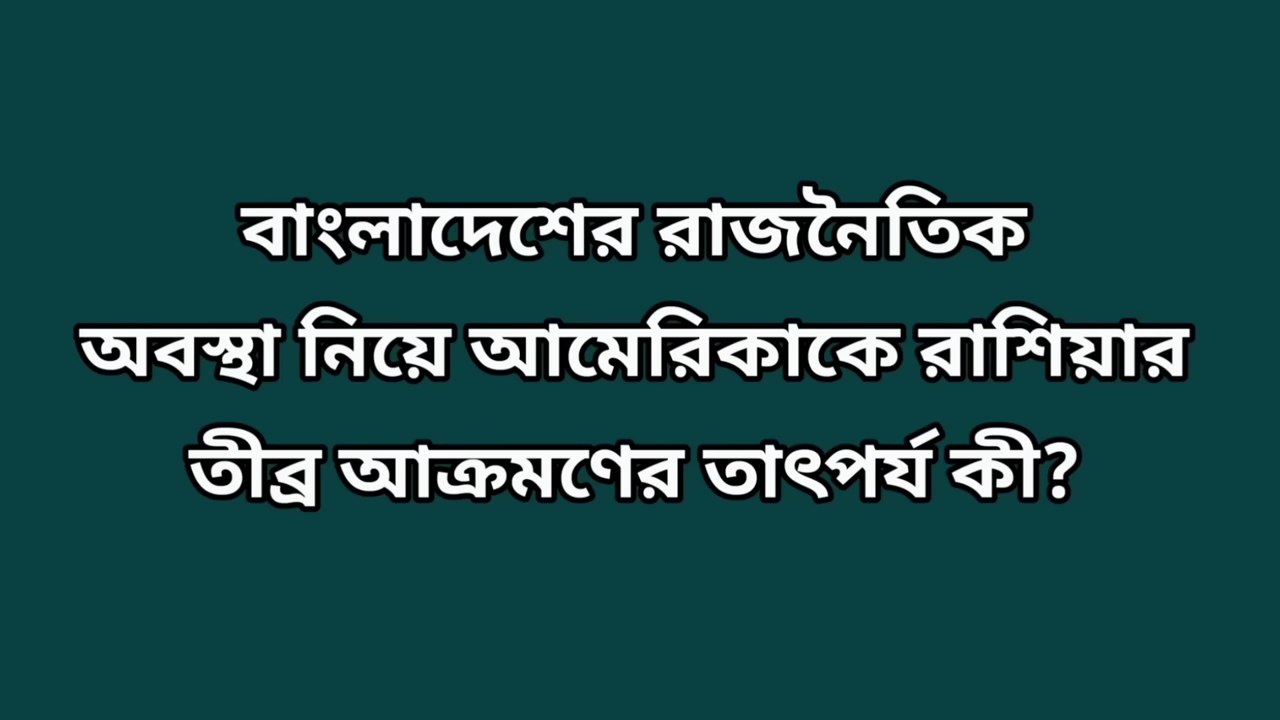 বাংলাদেশের রাজনৈতিক
অবস্থা নিয়ে আমেরিকাকে রাশিয়ার
তীব্র আক্রমণের তাৎপর্য কী?